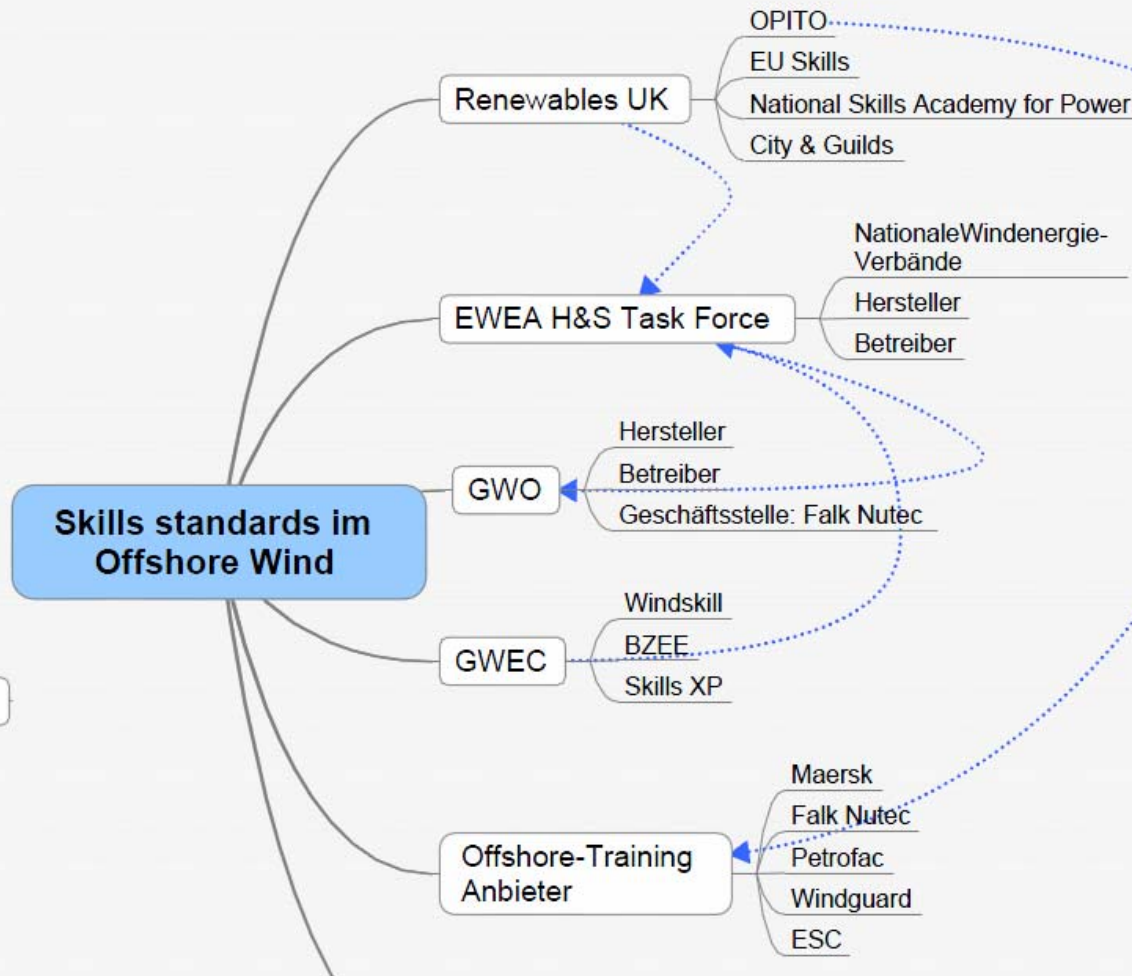 OPITO
EU Skills
Renewables UK
National Skills Academy for Power
City & Guilds
NationaleWindenergie-
Verbände
EWEA H&S Task Force
Hersteller
Betreiber
Hersteller
GWO
Betreiber
Geschäftsstelle: Falk Nutec
Skills standards im
Offshore Wind
Windskill
GWEC
BZEE
Skills XP
Maersk
Falk Nutec
Offshore-Training
Anbieter
Petrofac
Windguard
ESC